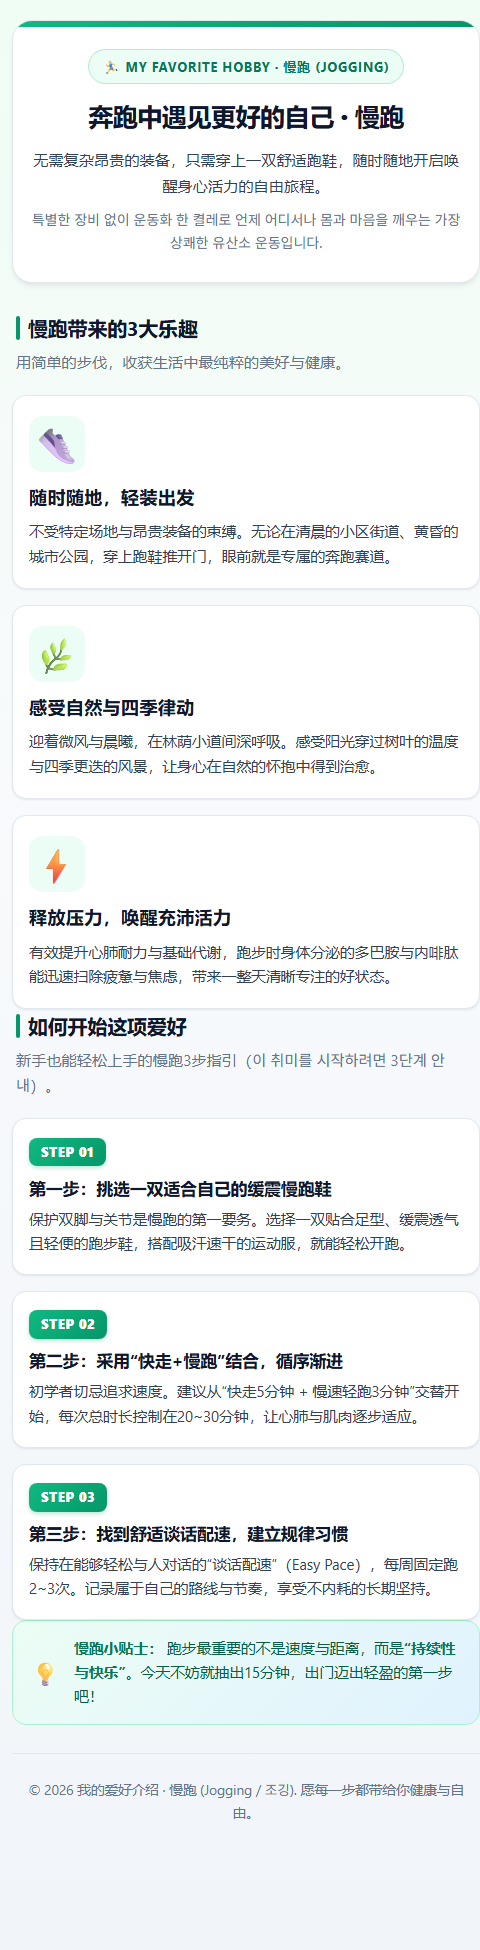 MY FAVORITE HOBBY · 慢跑 (JOGGING)
奔跑中遇见更好的自己 · 慢跑
无需复杂昂贵的装备，只需穿上一双舒适跑鞋，随时随地开启唤
醒身心活力的自由旅程。
특별한 장비 없이 운동화 한 켤레로 언제 어디서나 몸과 마음을 깨우는 가장
상쾌한 유산소 운동입니다.
慢跑带来的3大乐趣
用简单的步伐，收获生活中最纯粹的美好与健康。
随时随地，轻装出发
不受特定场地与昂贵装备的束缚。无论在清晨的小区街道、黄昏的
城市公园，穿上跑鞋推开门，眼前就是专属的奔跑赛道。
感受自然与四季律动
迎着微风与晨曦，在林荫小道间深呼吸。感受阳光穿过树叶的温度
与四季更迭的风景，让身心在自然的怀抱中得到治愈。
释放压力，唤醒充沛活力
有效提升心肺耐力与基础代谢，跑步时身体分泌的多巴胺与内啡肽
能迅速扫除疲惫与焦虑，带来一整天清晰专注的好状态。
如何开始这项爱好
新手也能轻松上手的慢跑3步指引（이 취미를 시작하려면 3단계 안
내）。
STEP 01
第一步：挑选一双适合自己的缓震慢跑鞋
保护双脚与关节是慢跑的第一要务。选择一双贴合足型、缓震透气
且轻便的跑步鞋，搭配吸汗速干的运动服，就能轻松开跑。
STEP 02
第二步：采用“快走+慢跑”结合，循序渐进
初学者切忌追求速度。建议从“快走5分钟 + 慢速轻跑3分钟”交替开
始，每次总时长控制在20~30分钟，让心肺与肌肉逐步适应。
STEP 03
第三步：找到舒适谈话配速，建立规律习惯
保持在能够轻松与人对话的“谈话配速”（Easy Pace），每周固定跑
2~3次。记录属于自己的路线与节奏，享受不内耗的长期坚持。
慢跑小贴士： 跑步最重要的不是速度与距离，而是“持续性
与快乐”。今天不妨就抽出15分钟，出门迈出轻盈的第一步
吧！
© 2026 我的爱好介绍 · 慢跑 (Jogging / 조깅). 愿每一步都带给你健康与自
由。